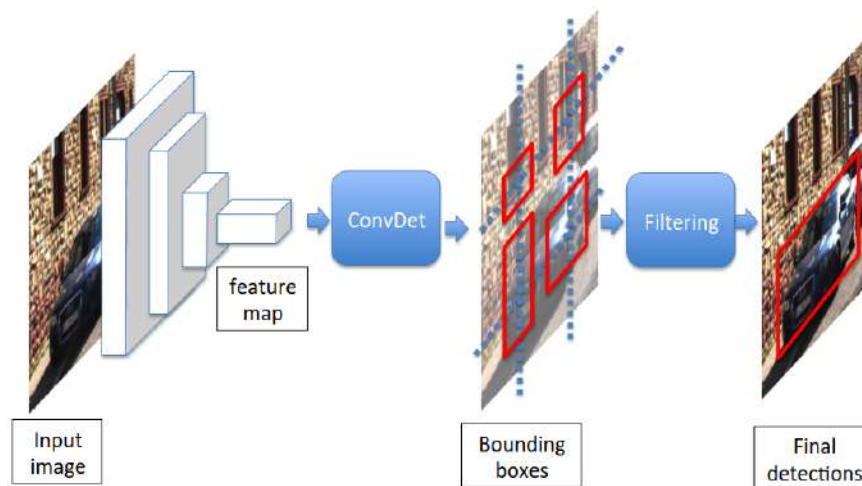 feature
map
ConvDet
Filtering
Input
image
Bounding
boxes
Final
detections